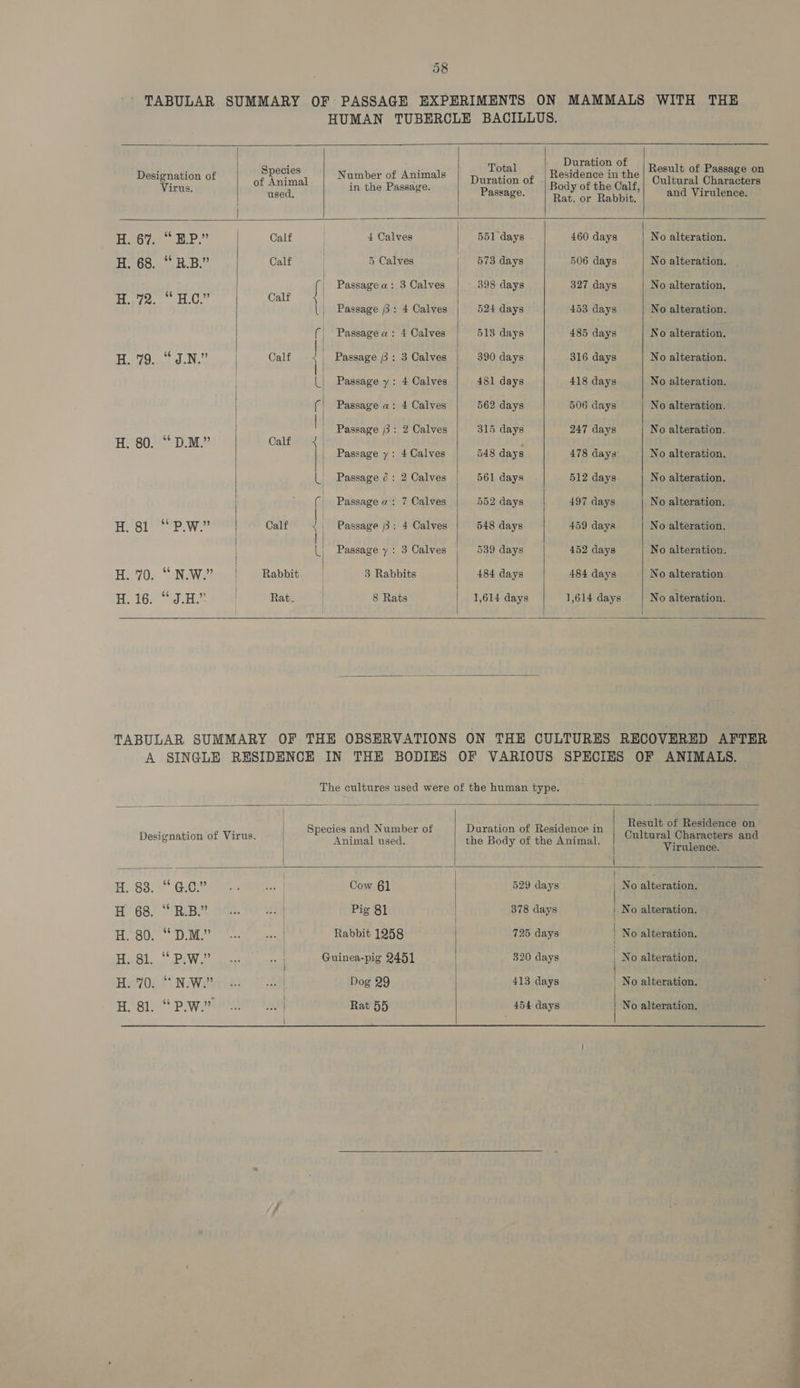 58
TABULAR SUMMARY OF PASSAGE EXPERIMENTS ON MAMMALS WITH THE
HUMAN TUBERCLE BACILLUS.
Designation of Virus. | Species of Animal used. | Number of Animals in the Passage. | Total Duration of Passage. | Duration of Residence in the Body of the Calf, Rat. or Rabbit. | Result of Passage on Cultural Characters and Virulence.
H. 67. “E.P.” Calf 4 Calves 551 days 460 days No alteration.
H. 68. “R.B.” Calf 5 Calves 573 days 506 days No alteration.
H. 72. “H.C.” Calf { Passage α: 3 Calves 398 days 327 days No alteration.
Passage β: 4 Calves 524 days 453 days No alteration.
Passage α: 4 Calves 513 days 485 days No alteration.
H. 79. “J.N.” Calf { Passage β: 3 Calves 390 days 316 days No alteration.
Passage γ: 4 Calves 481 days 418 days No alteration.
Passage α: 4 Calves 562 days 506 days No alteration.
Passage β: 2 Calves 315 days 247 days No alteration.
H. 80. “D.M.” Calf {
Passage γ: 4 Calves 548 days 478 days No alteration.
Passage δ: 2 Calves 561 days 512 days No alteration.
Passage α: 7 Calves 552 days 497 days No alteration.
H. 81 “P.W.” Calf { Passage β: 4 Calves 548 days 459 days No alteration.
Passage γ: 3 Calves 539 days 452 days No alteration.
H. 70. “N.W.” Rabbit 3 Rabbits 484 days 484 days No alteration
H. 16. “J.H.” Rat. 8 Rats 1,614 days 1,614 days No alteration.
TABULAR SUMMARY OF THE OBSERVATIONS ON THE CULTURES RECOVERED AFTER
A SINGLE RESIDENCE IN THE BODIES OF VARIOUS SPECIES OF ANIMALS.
The cultures used were of the human type.
Designation of Virus. | Species and Number of Animal used. | Duration of Residence in the Body of the Animal. | Result of Residence on Cultural Characters and Virulence.
H. 83. “G.C.” ... ... Cow 61 529 days No alteration.
H 68. “R.B.” ... ... Pig 81 378 days No alteration.
H. 80. “D.M.” ... ... Rabbit 1258 725 days No alteration.
H. 81. “P.W.” ... ... Guinea-pig 2451 320 days No alteration.
H. 70. “N.W.” ... ... Dog 29 413 days No alteration.
H. 81. “P.W.” ... ... Rat 55 454 days No alteration.